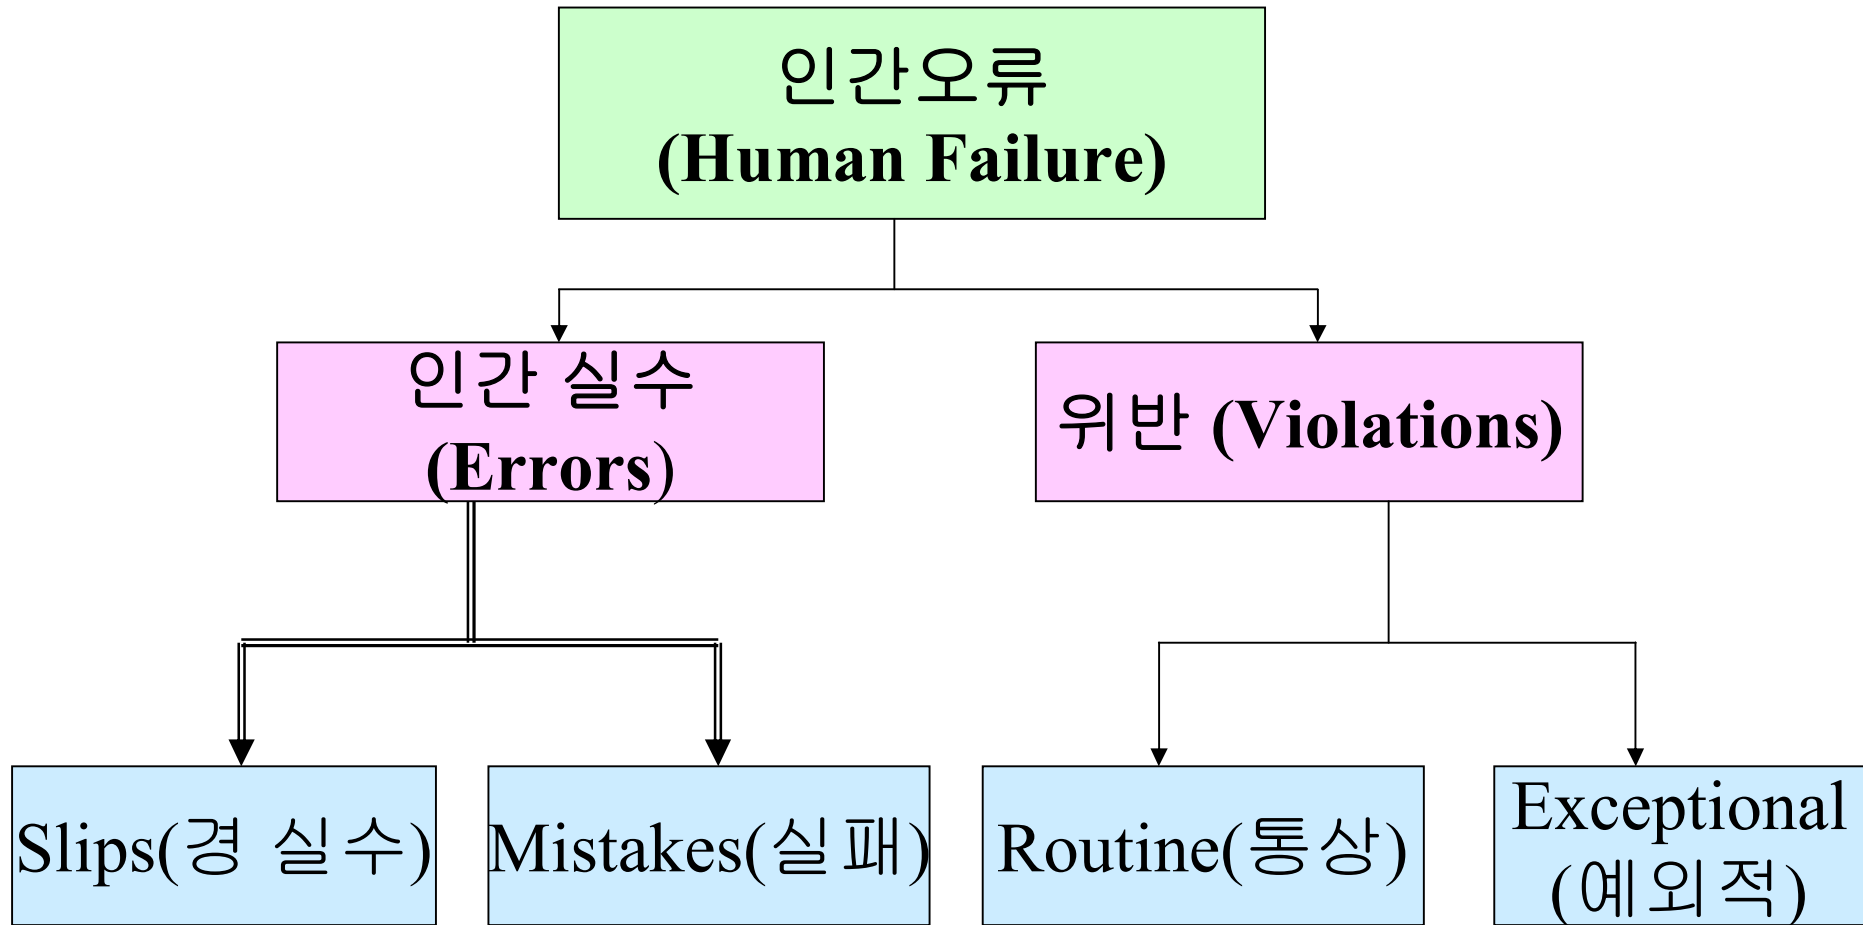 인간오류
(Human Failure)
인간 실수
(Errors)
위반 (Violations)
Slips(경 실수)
Mistakes(실패)
Routine(통상)
Exceptional
(예외적)